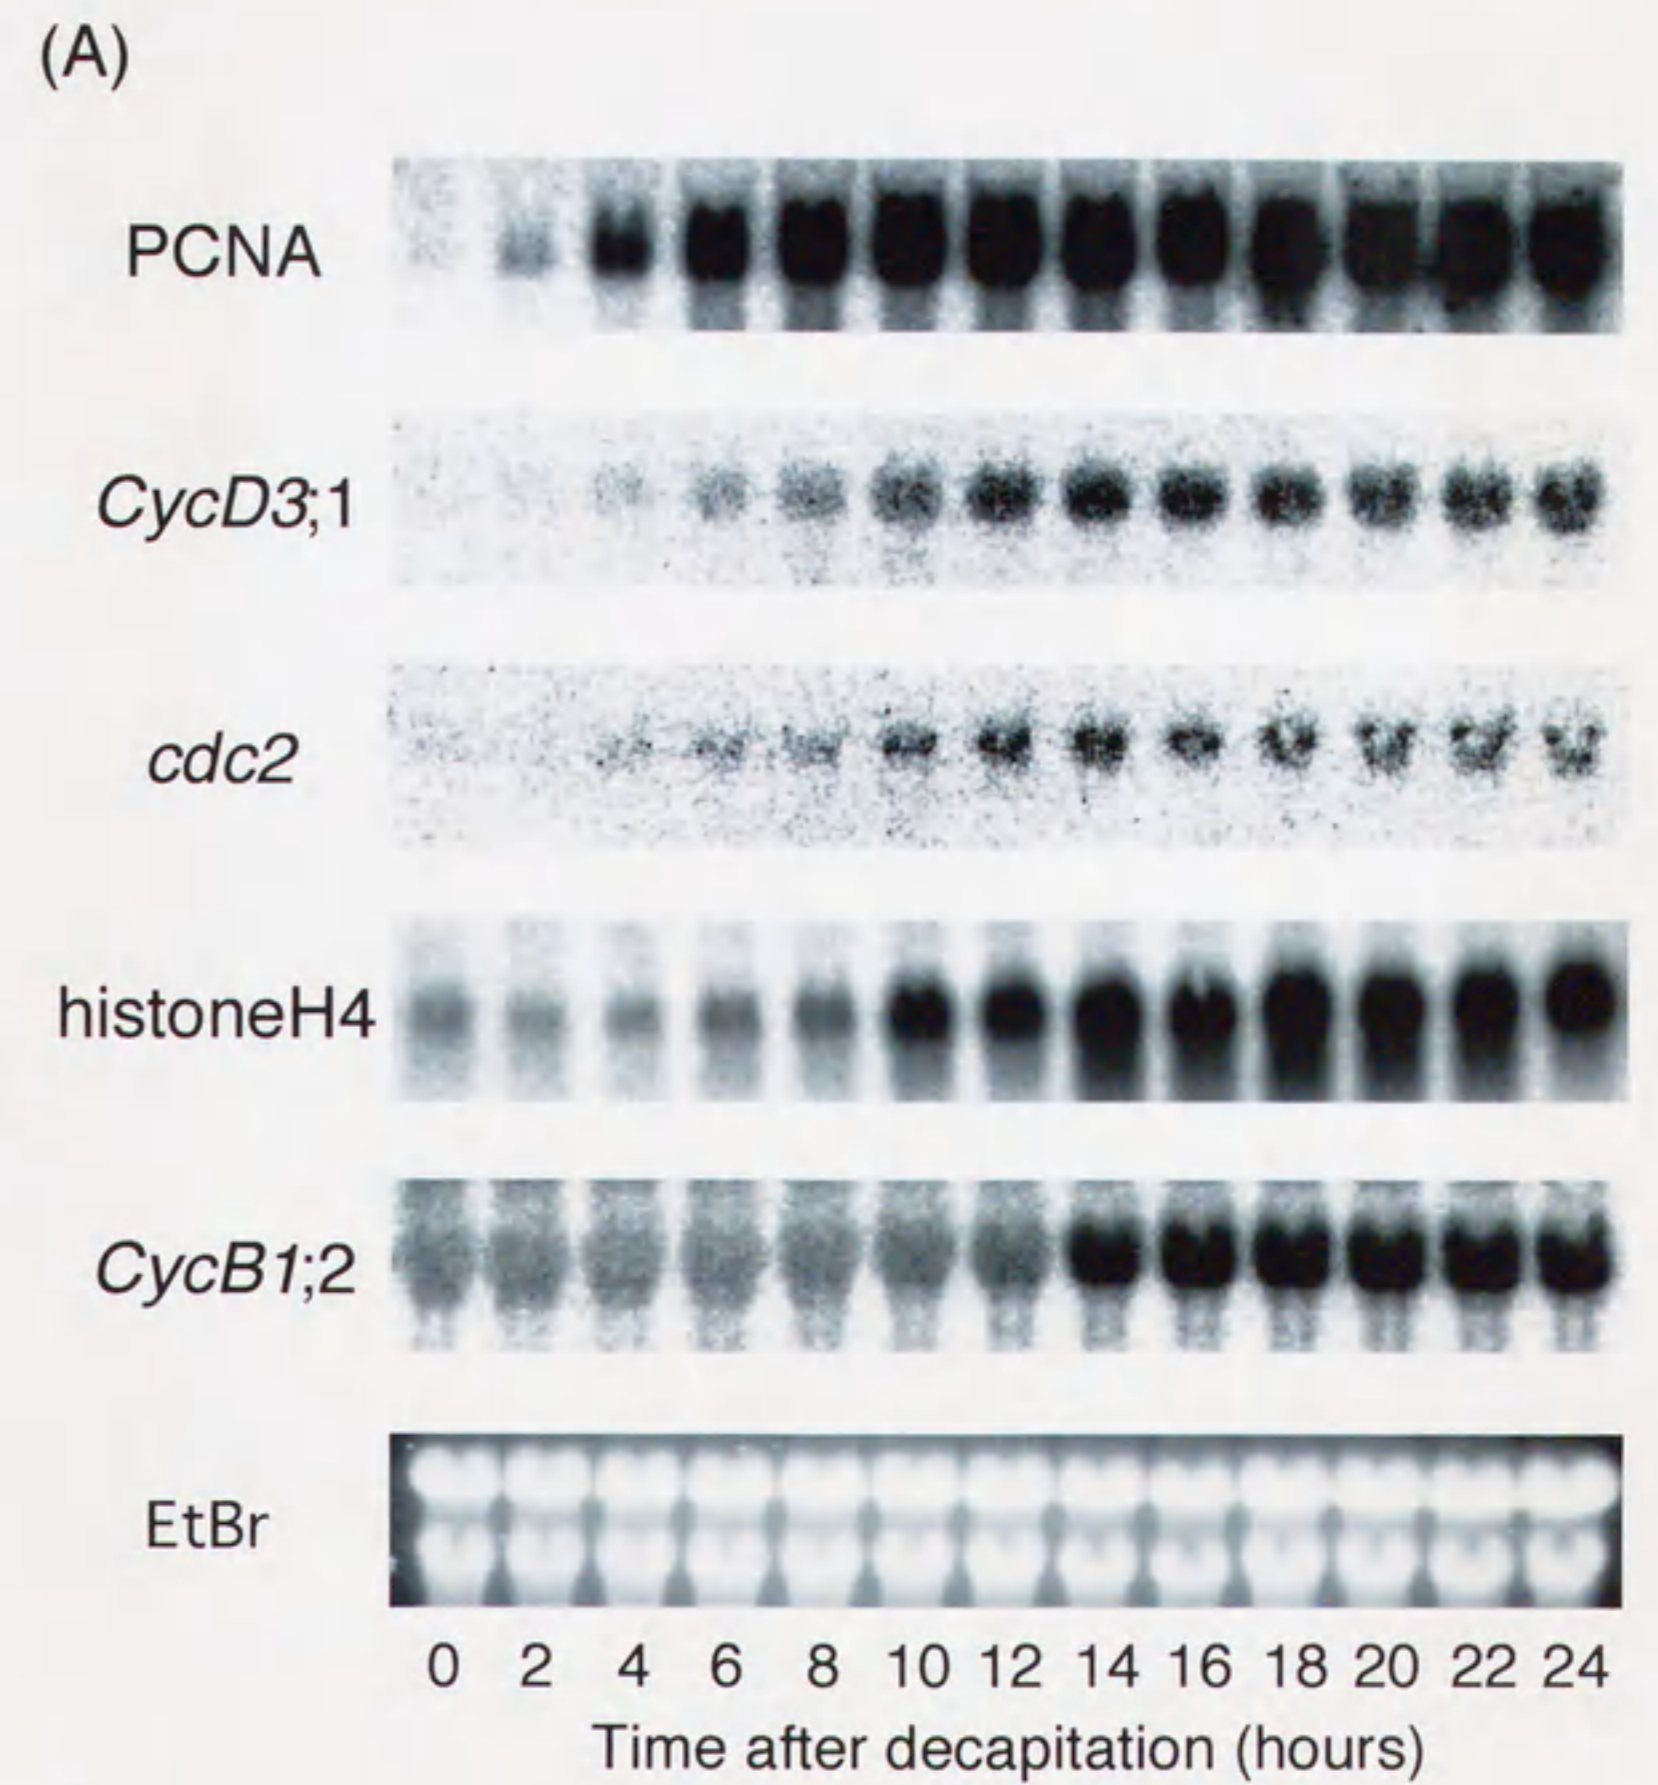 (A)
PCNA
CycD3;1
cdc2
histoneH4
CycB1;2
EtBr
0 2 4 6 8 10 12 14 16 18 20 22 24
Time after decapitation (hours)